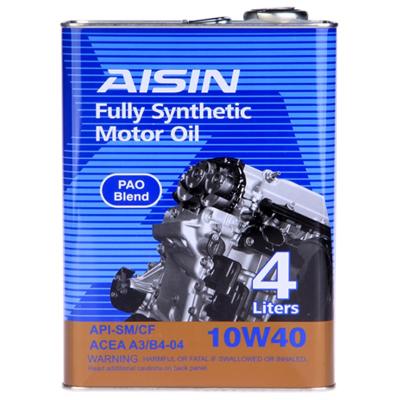 AISIN
Fully Synthetic
Motor Oil
PAO
Blend
4
Liters
API-SM/CF
ACEA A3/B4-04
10W40
WARNING: HARMFUL OR FATAL IF SWALLOWED OR INHALED.
Read additional cautions on back panel.